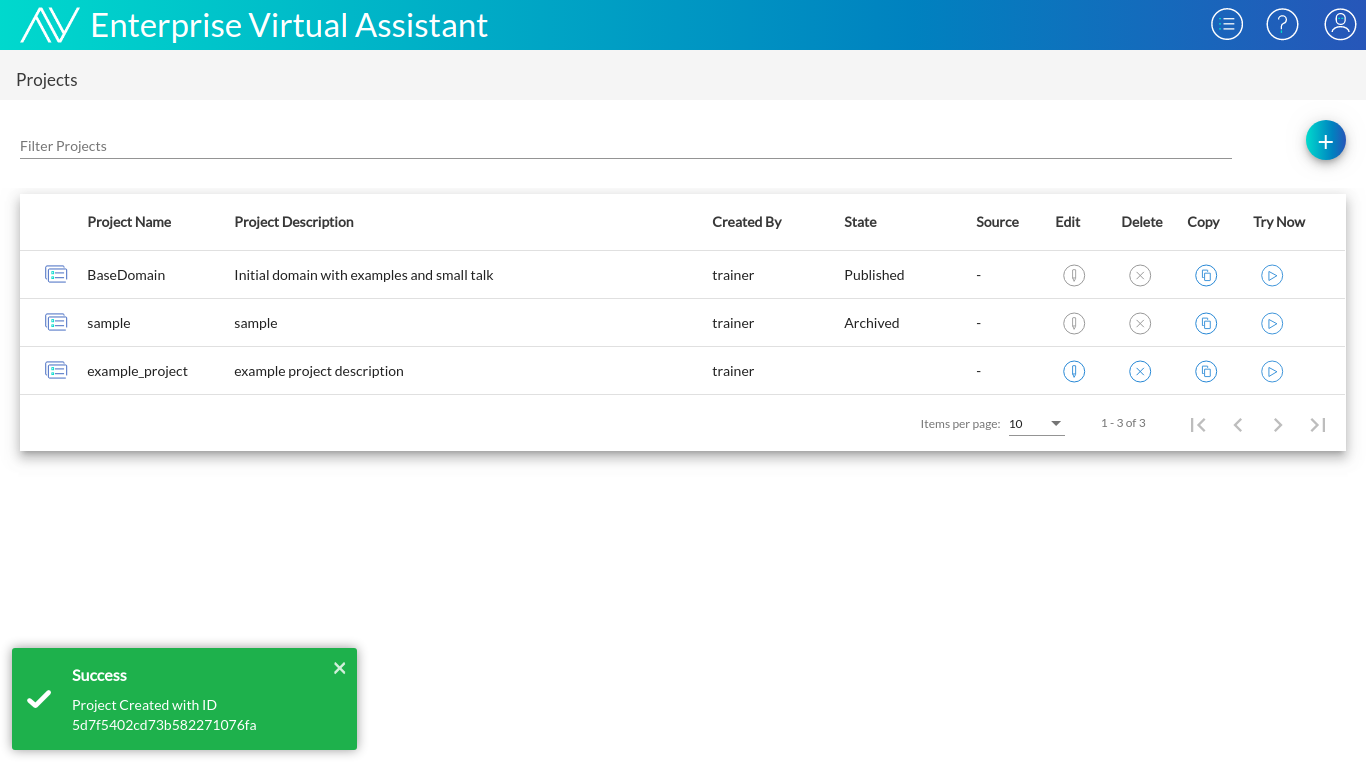 Enterprise Virtual Assistant
Projects
Filter Projects
Project Name Project Description Created By State Source Edit Delete Copy Try Now
BaseDomain Initial domain with examples and small talk trainer Published -
sample sample trainer Archived -
example_project example project description trainer -
Items per page: 10 1 - 3 of 3
Success
Project Created with ID
5d7f5402cd73b582271076fa